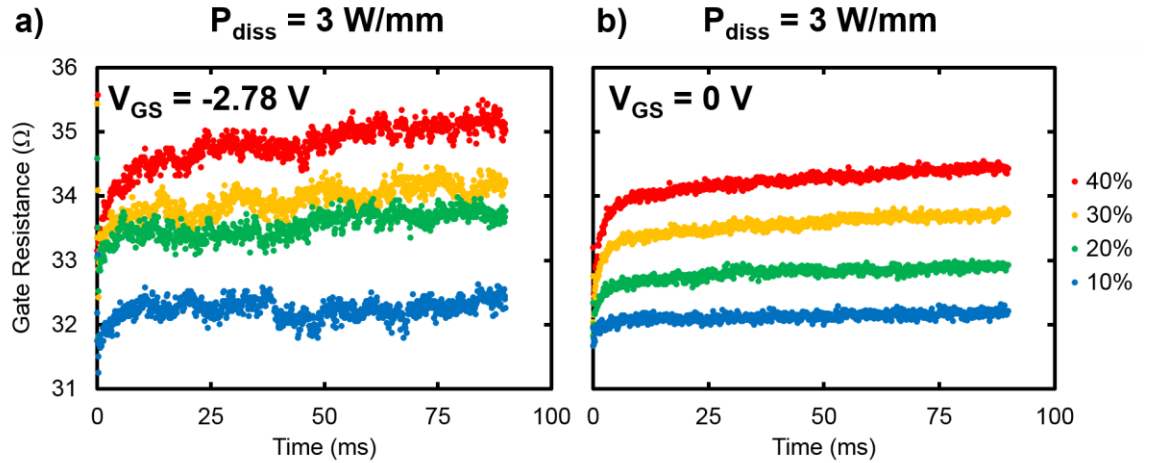 a)
P_diss = 3 W/mm
b)
P_diss = 3 W/mm
V_GS = -2.78 V
V_GS = 0 V
Gate Resistance (Ω)
36
35
34
33
32
31
0
25
50
75
100
Time (ms)
0
25
50
75
100
Time (ms)
40%
30%
20%
10%